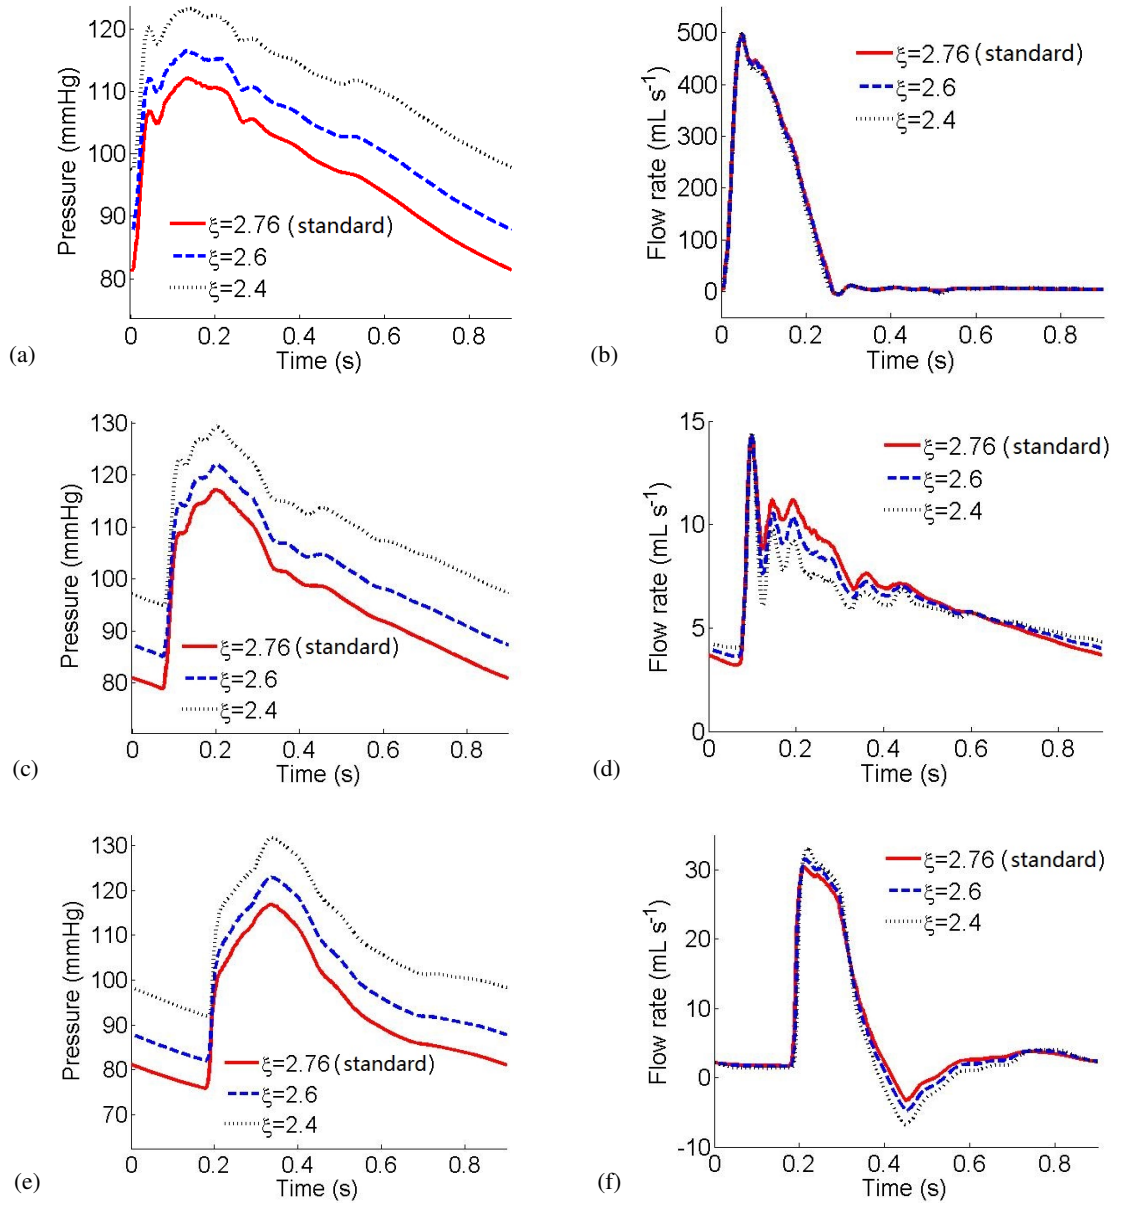 120
110
100
90
80
Pressure (mmHg)
ξ=2.76 (standard)
ξ=2.6
ξ=2.4
0 0.2 0.4 0.6 0.8
Time (s)
(a)
500
400
300
200
100
0
Flow rate (mL s⁻¹)
ξ=2.76 (standard)
ξ=2.6
ξ=2.4
0 0.2 0.4 0.6 0.8
Time (s)
(b)
130
120
110
100
90
80
Pressure (mmHg)
ξ=2.76 (standard)
ξ=2.6
ξ=2.4
0 0.2 0.4 0.6 0.8
Time (s)
(c)
15
10
5
0
Flow rate (mL s⁻¹)
ξ=2.76 (standard)
ξ=2.6
ξ=2.4
0 0.2 0.4 0.6 0.8
Time (s)
(d)
130
120
110
100
90
80
70
Pressure (mmHg)
ξ=2.76 (standard)
ξ=2.6
ξ=2.4
0 0.2 0.4 0.6 0.8
Time (s)
(e)
30
20
10
0
-10
Flow rate (mL s⁻¹)
ξ=2.76 (standard)
ξ=2.6
ξ=2.4
0 0.2 0.4 0.6 0.8
Time (s)
(f)